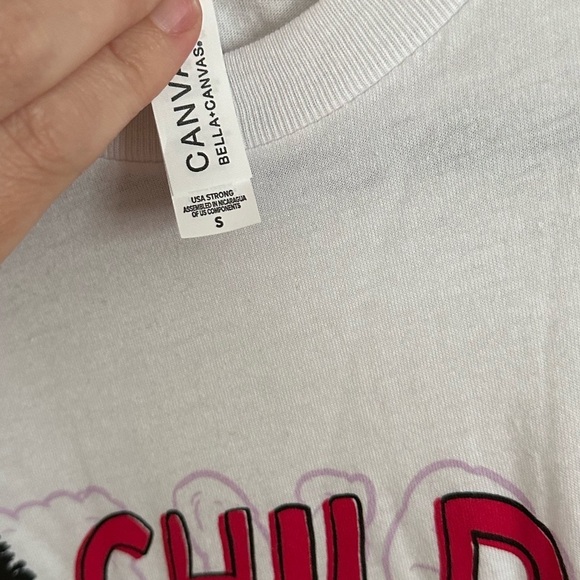 CANVA
BELLA+CANVAS®
USA STRONG
ASSEMBLED IN NICARAGUA
OF US COMPONENTS
S
CHILD